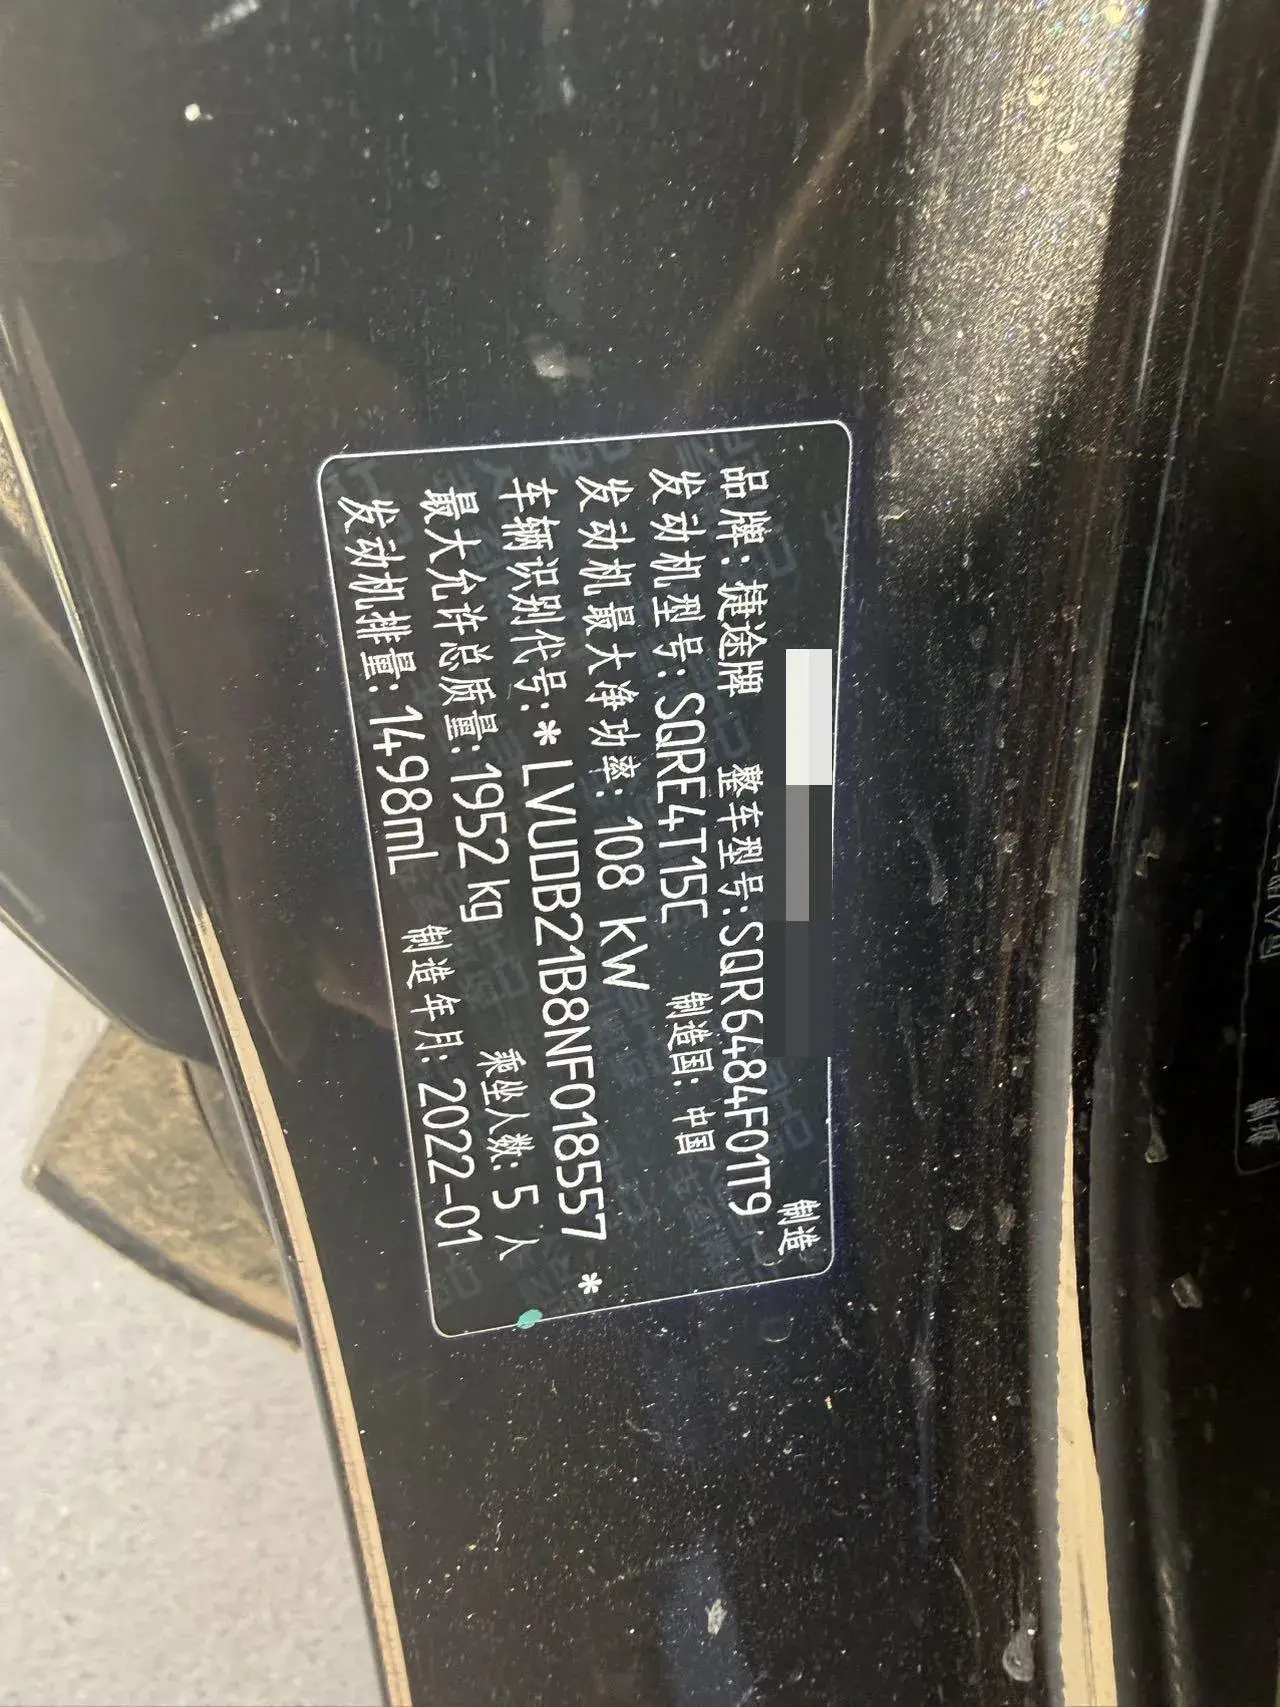 制造
品牌：捷途牌 整车型号：SQR6484F01T9
发动机型号：SQRE4T15C 制造国：中国
发动机最大净功率：108 kW
车辆识别代号：*LVUDB21B8NF018557*
最大允许总质量：1952 kg 乘坐人数：5 人
发动机排量：1498mL 制造年月：2022-01